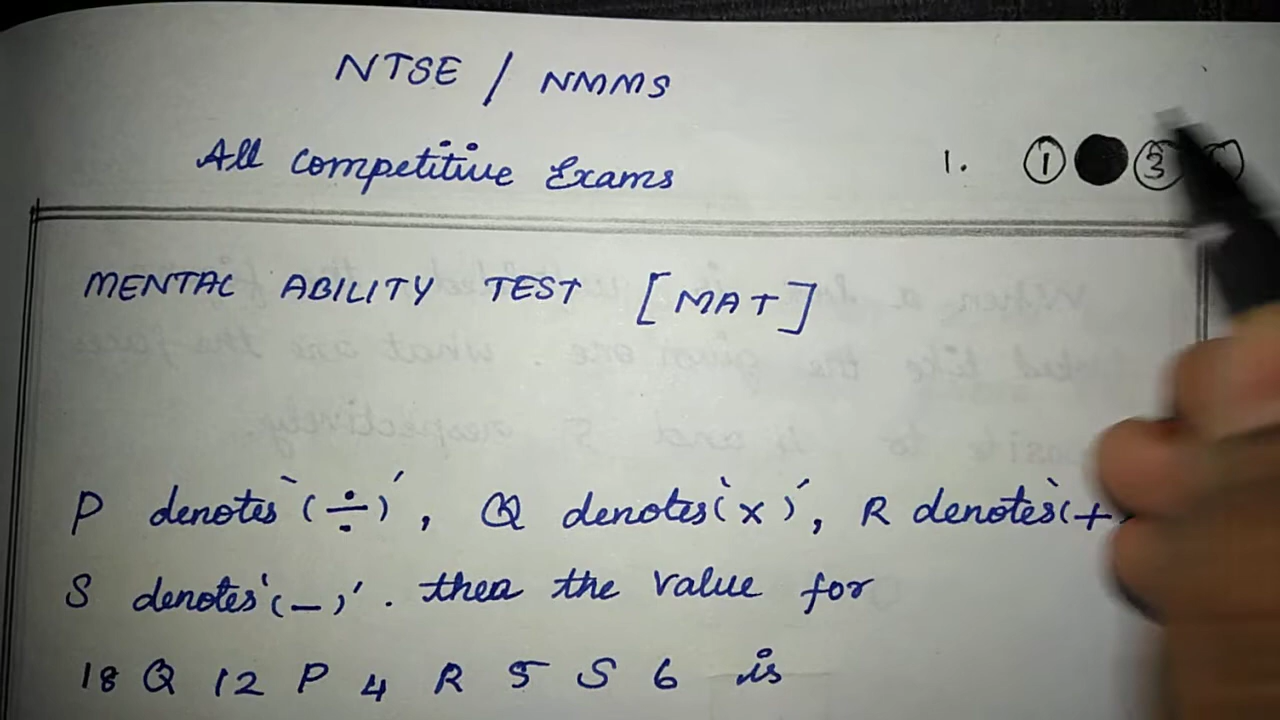 NTSE / NMMS
All Competitive Exams
1. ① ③
MENTAL ABILITY TEST [MAT]
P denotes '(÷)', Q denotes '(x)', R denotes '(+
S denotes '(−)'. then the value for
18 Q 12 P 4 R 5 S 6 is